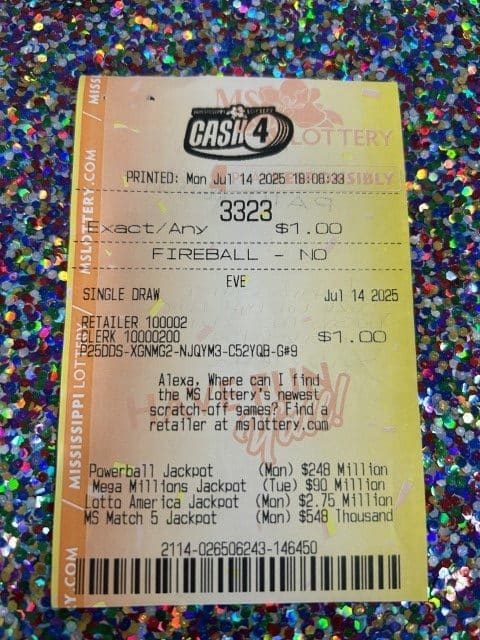 MISSISSIPPI LOTTERY
CASH 4
MS
LOTTERY
PRINTED: Mon Jul 14 2025 18:08:33
3323
Exact/Any $1.00
FIREBALL - NO
EVE
SINGLE DRAW Jul 14 2025
RETAILER 100002
CLERK 10000200 $1.00
P25DDS-XGNMG2-NJQYM3-C52YQB-G#9
Alexa, Where can I find
the MS Lottery's newest
scratch-off games? Find a
retailer at mslottery.com
Powerball Jackpot (Mon) $248 Million
Mega Millions Jackpot (Tue) $90 Million
Lotto America Jackpot (Mon) $2.75 Million
MS Match 5 Jackpot (Mon) $548 Thousand
2114-026506243-146450
MISS
MSLOTTERY.COM
MISSISSIPPI LOTTERY
Y.COM